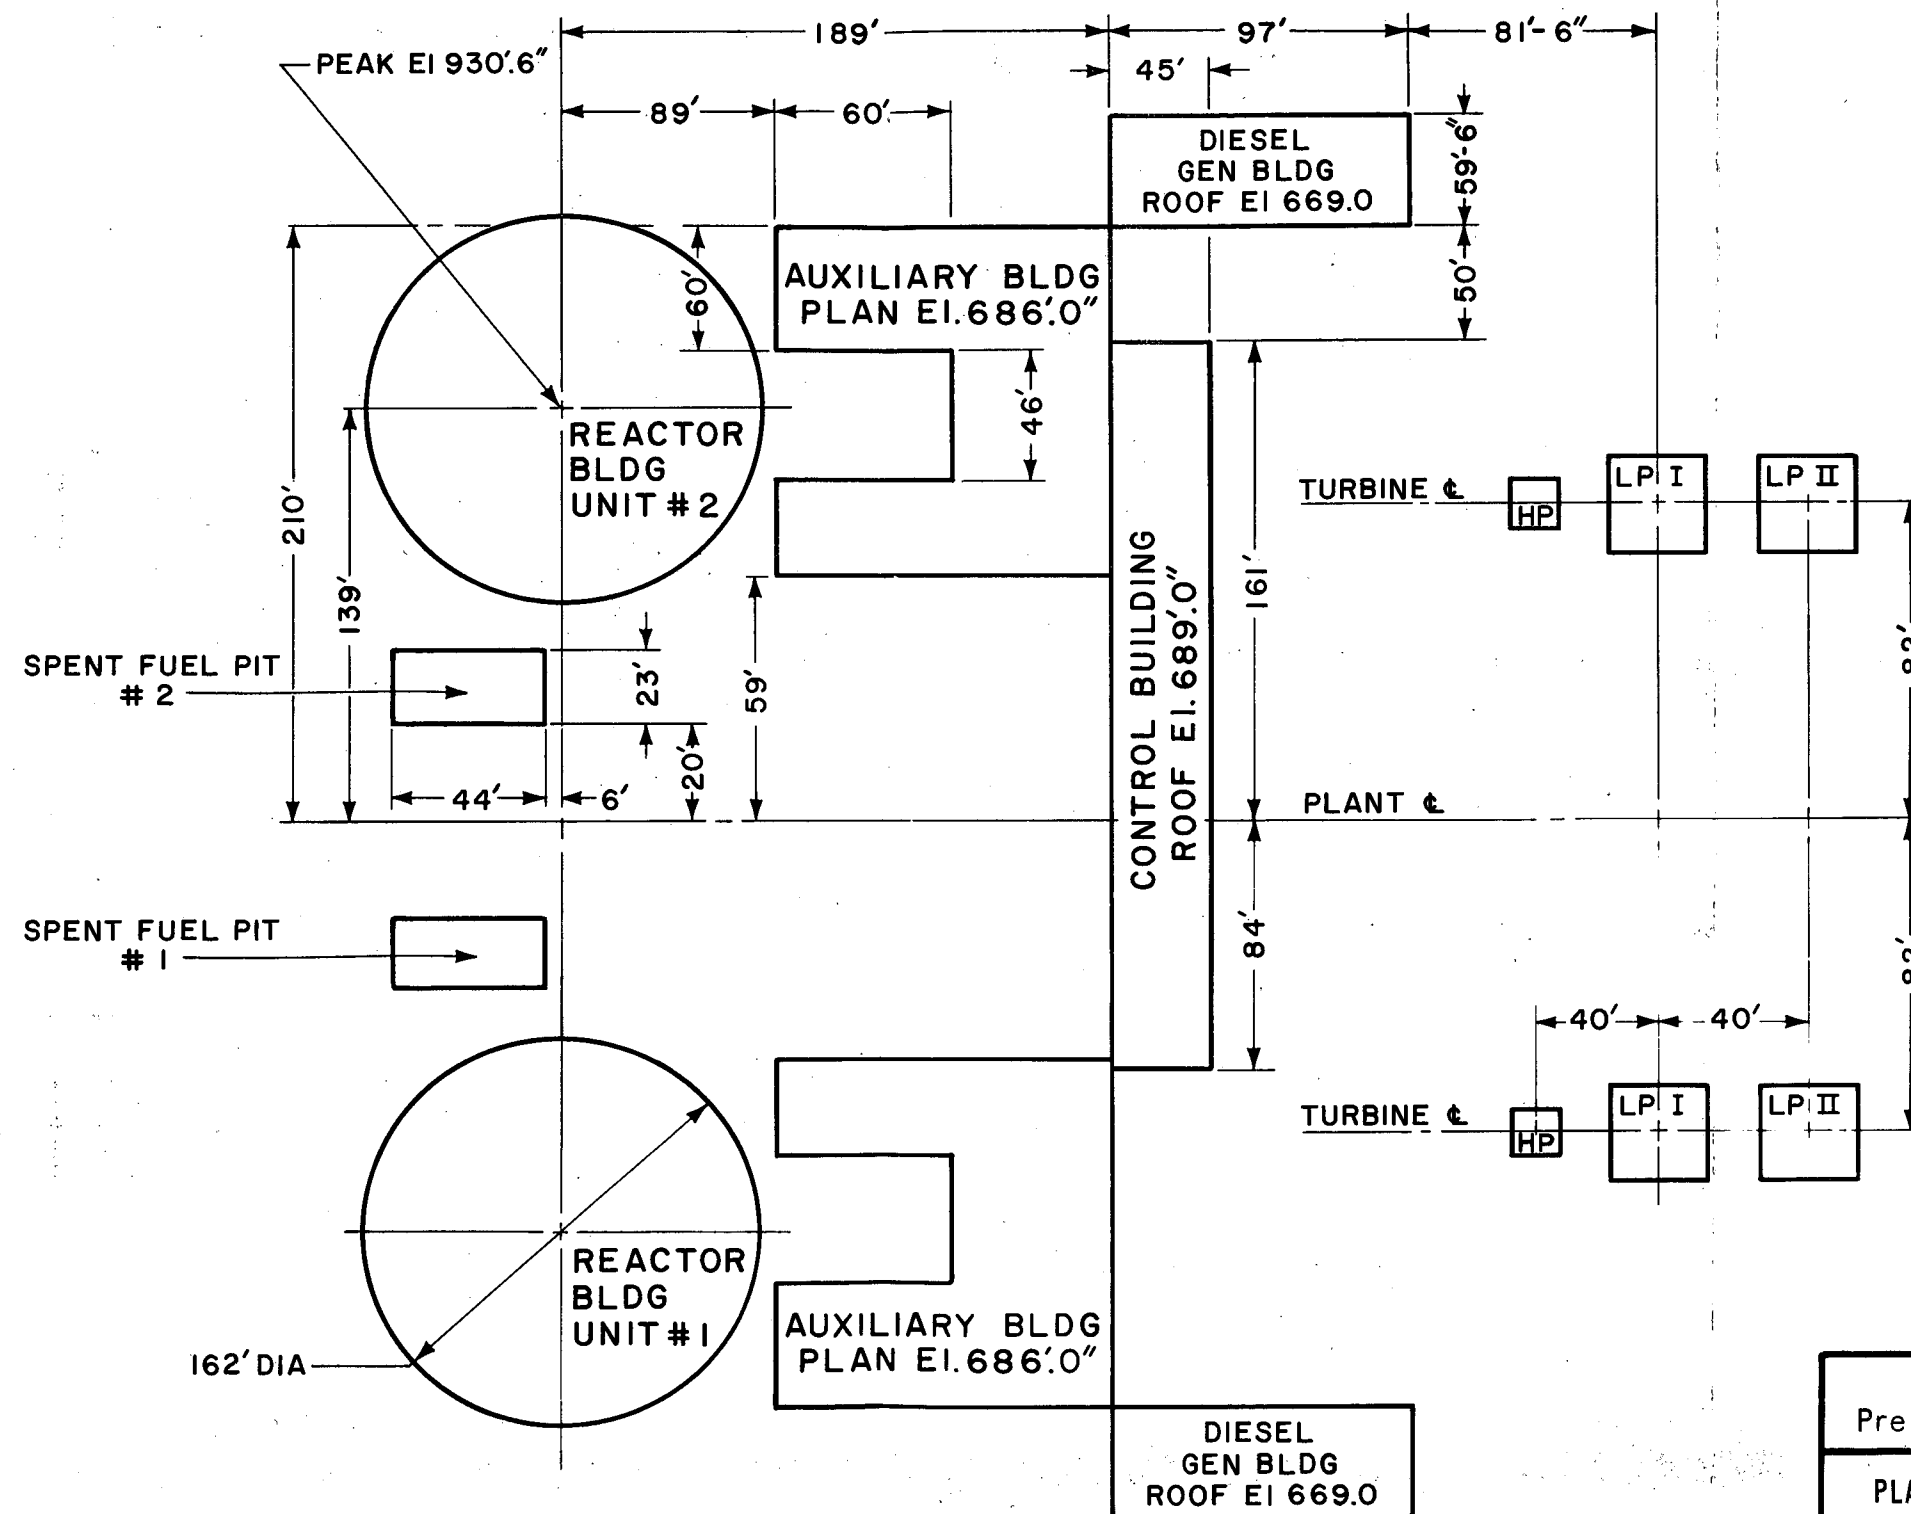 189'
97'
81'-6"
PEAK El 930'.6"
45'
89'
60'
DIESEL
GEN BLDG
ROOF El 669.0
59'-6"
50'
60'
AUXILIARY BLDG
PLAN El.686'.0"
46'
REACTOR
BLDG
UNIT #2
210'
139'
TURBINE ℄
HP
LP I
LP II
161'
CONTROL BUILDING
ROOF El.689'.0"
82'
SPENT FUEL PIT
#2
23'
59'
20'
44'
6'
PLANT ℄
SPENT FUEL PIT
#1
84'
82'
40'
40'
TURBINE ℄
HP
LP I
LP II
REACTOR
BLDG
UNIT #1
162' DIA
AUXILIARY BLDG
PLAN El.686'.0"
DIESEL
GEN BLDG
ROOF El 669.0
Pre
PLA